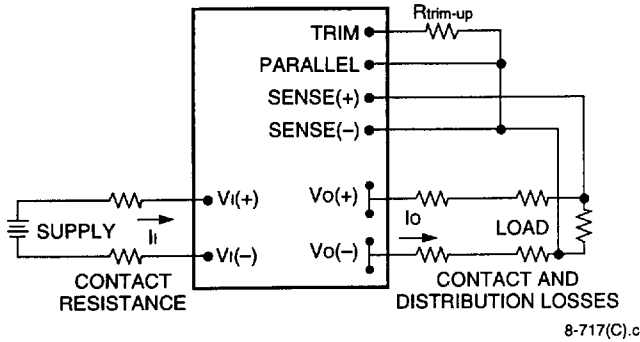 TRIM
Rtrim-up
PARALLEL
SENSE(+)
SENSE(–)
VI(+)
VO(+)
SUPPLY
II
IO
LOAD
VI(–)
VO(–)
CONTACT
RESISTANCE
CONTACT AND
DISTRIBUTION LOSSES
8-717(C).c